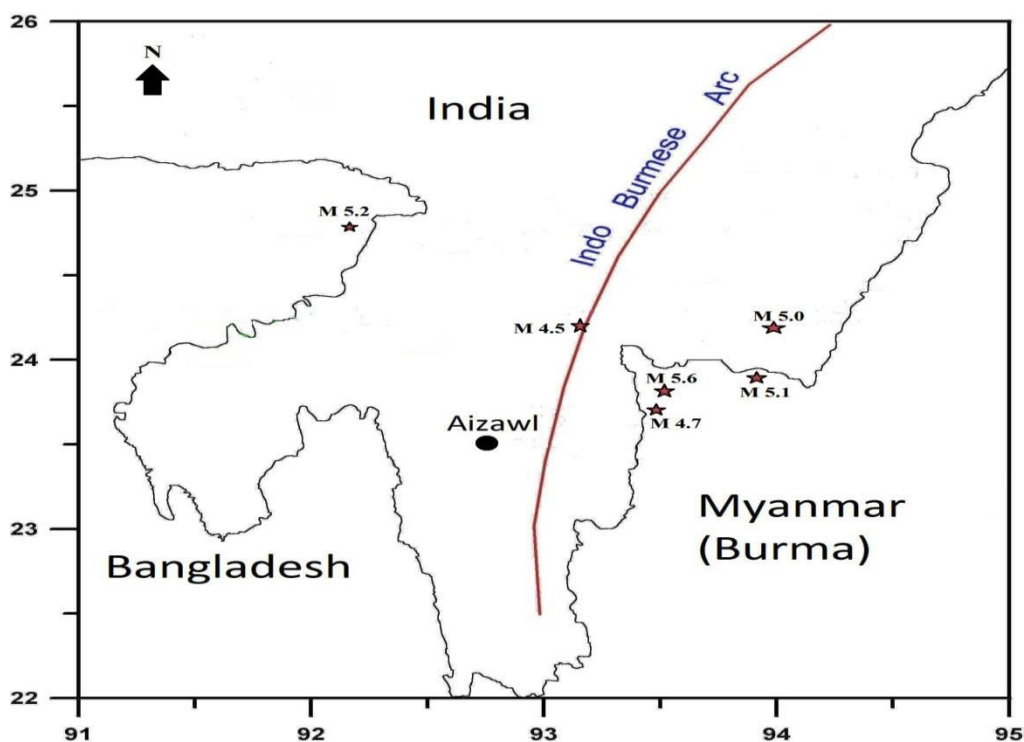 26
N
India
Indo Burmese Arc
25
M 5.2
M 5.0
M 4.5
24
M 5.6
M 5.1
M 4.7
Aizawl
Myanmar
(Burma)
23
Bangladesh
22
91
92
93
94
95